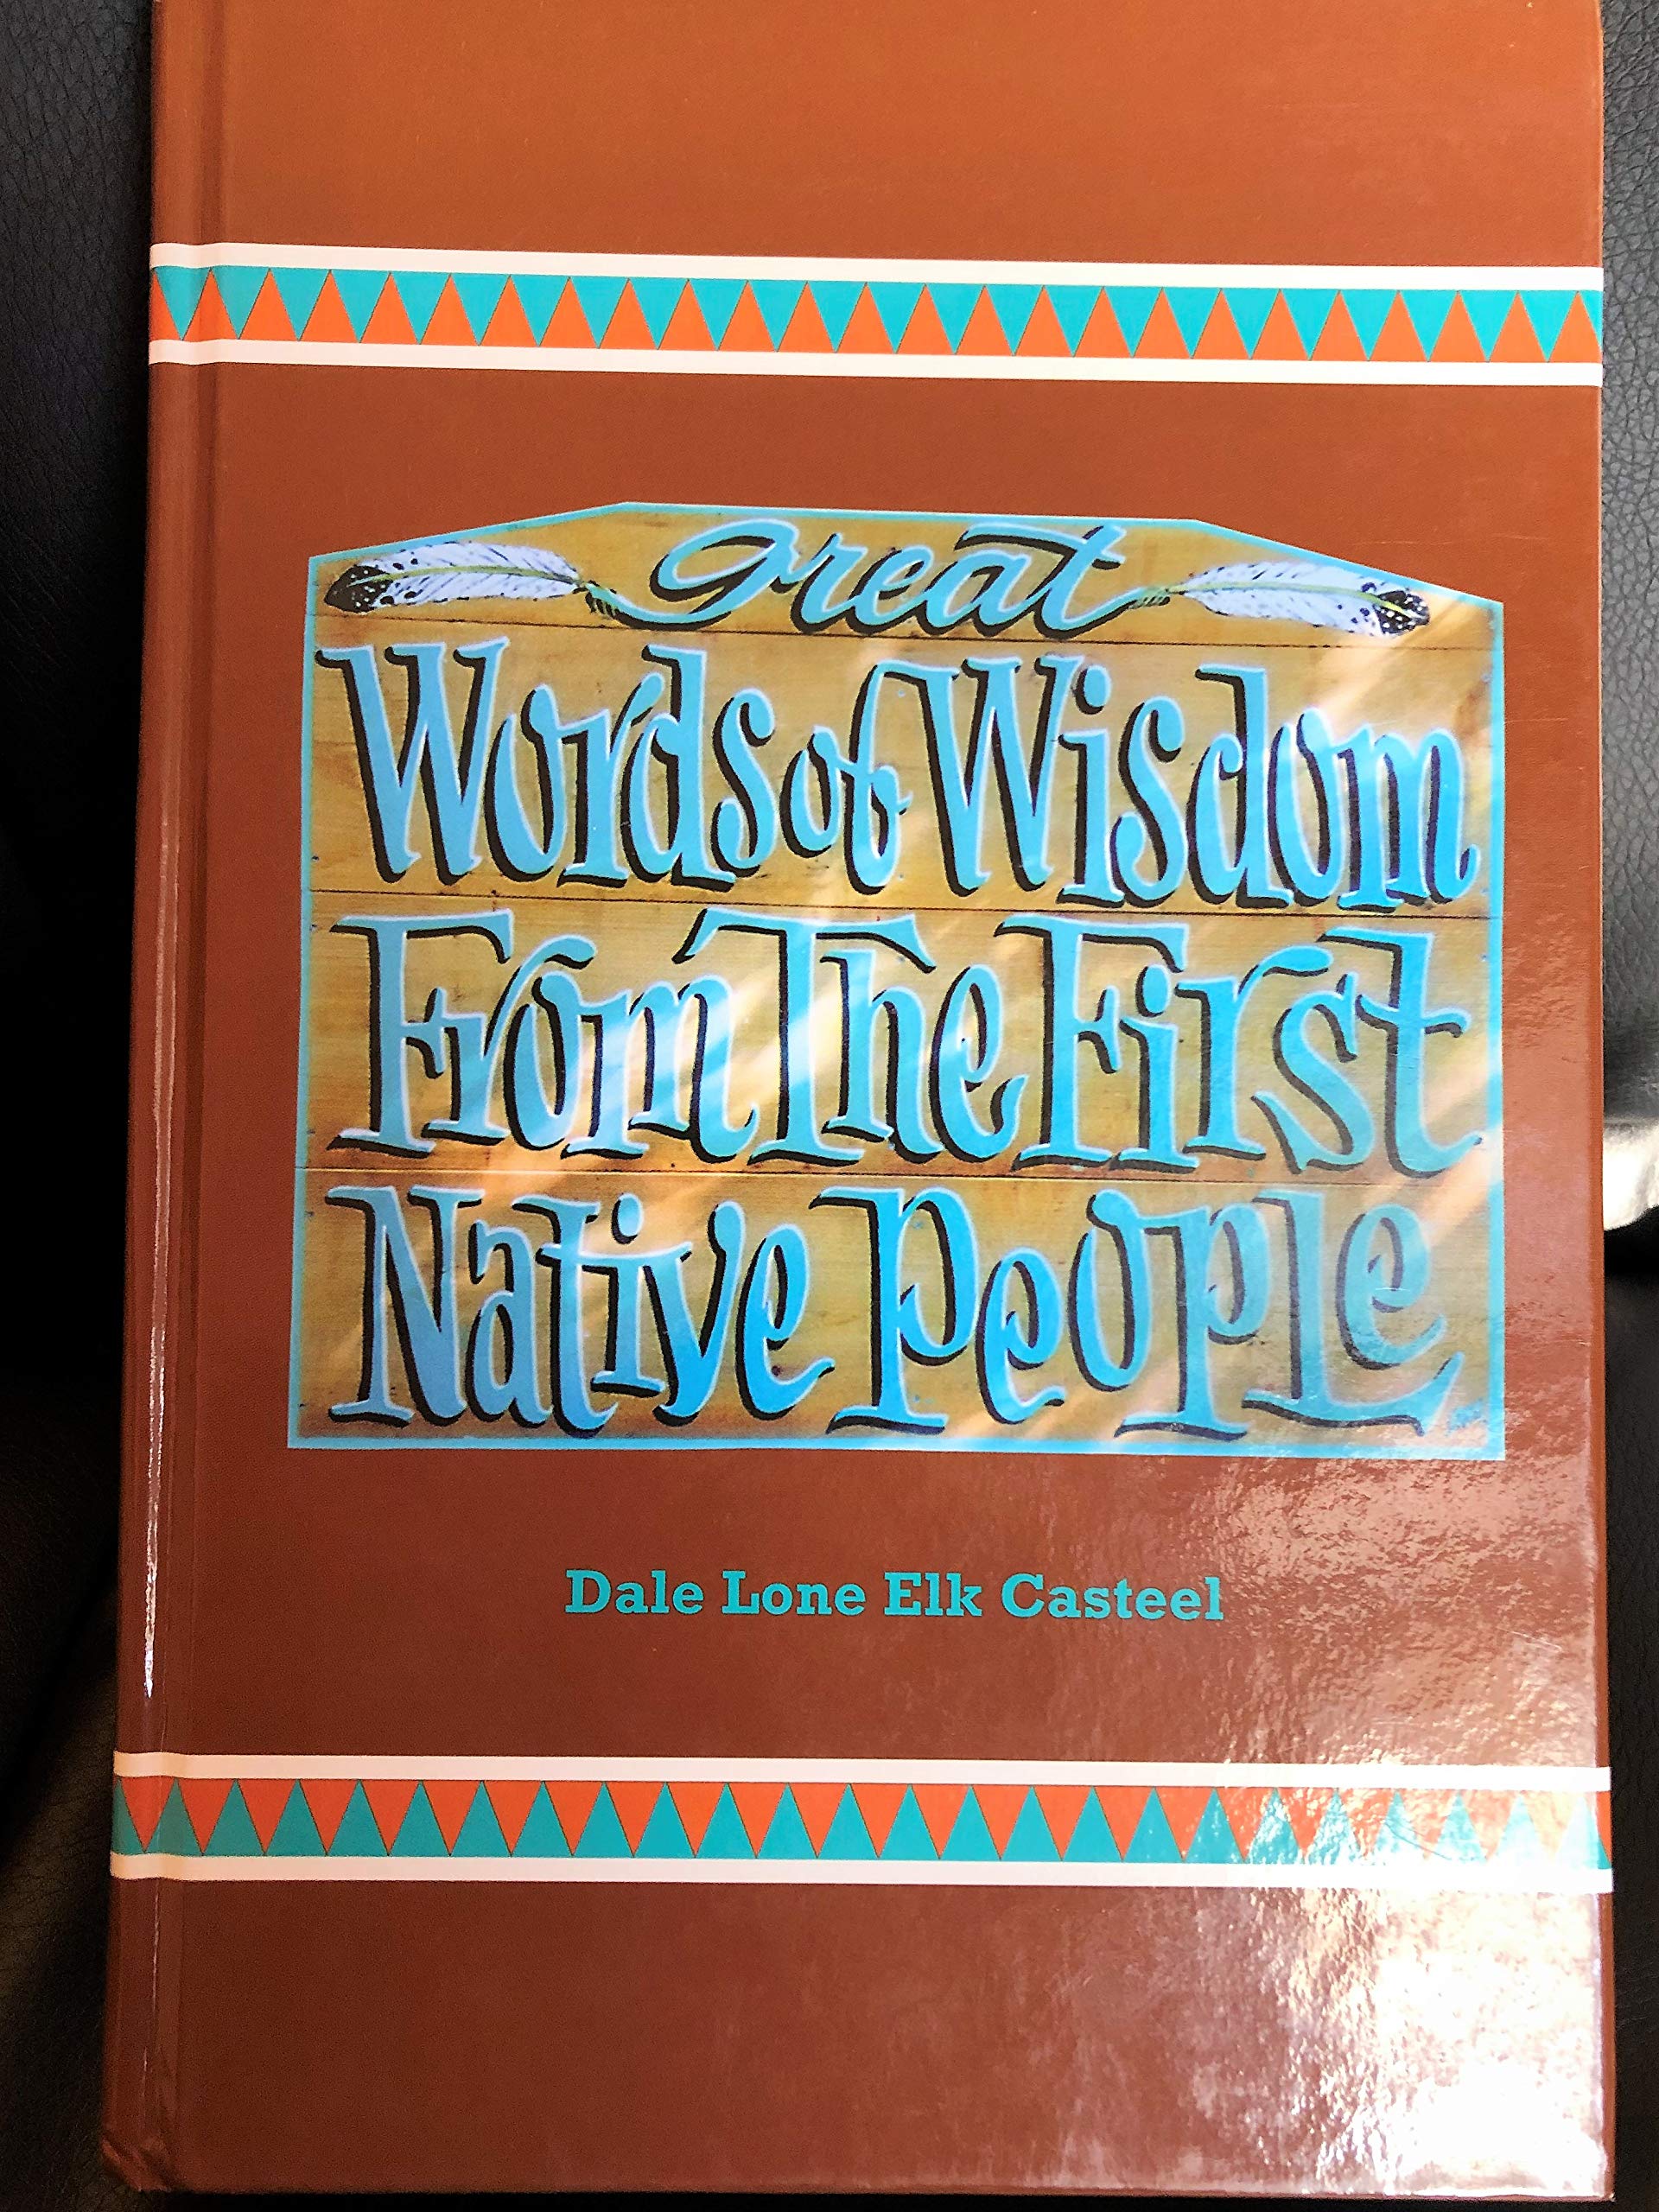 Great
Words of Wisdom
From The First
Native People
Dale Lone Elk Casteel